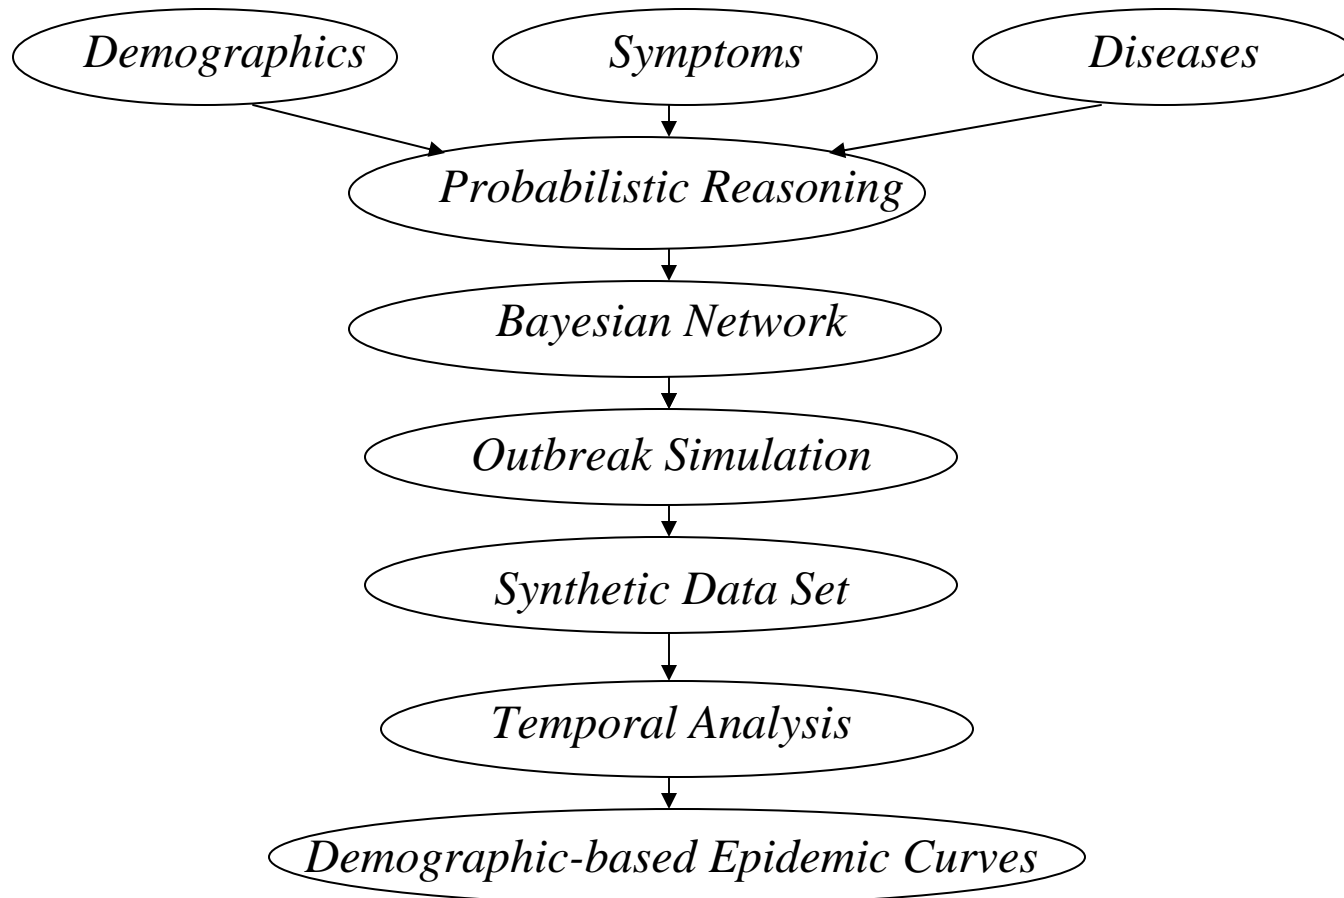 Demographics
Symptoms
Diseases
Probabilistic Reasoning
Bayesian Network
Outbreak Simulation
Synthetic Data Set
Temporal Analysis
Demographic-based Epidemic Curves